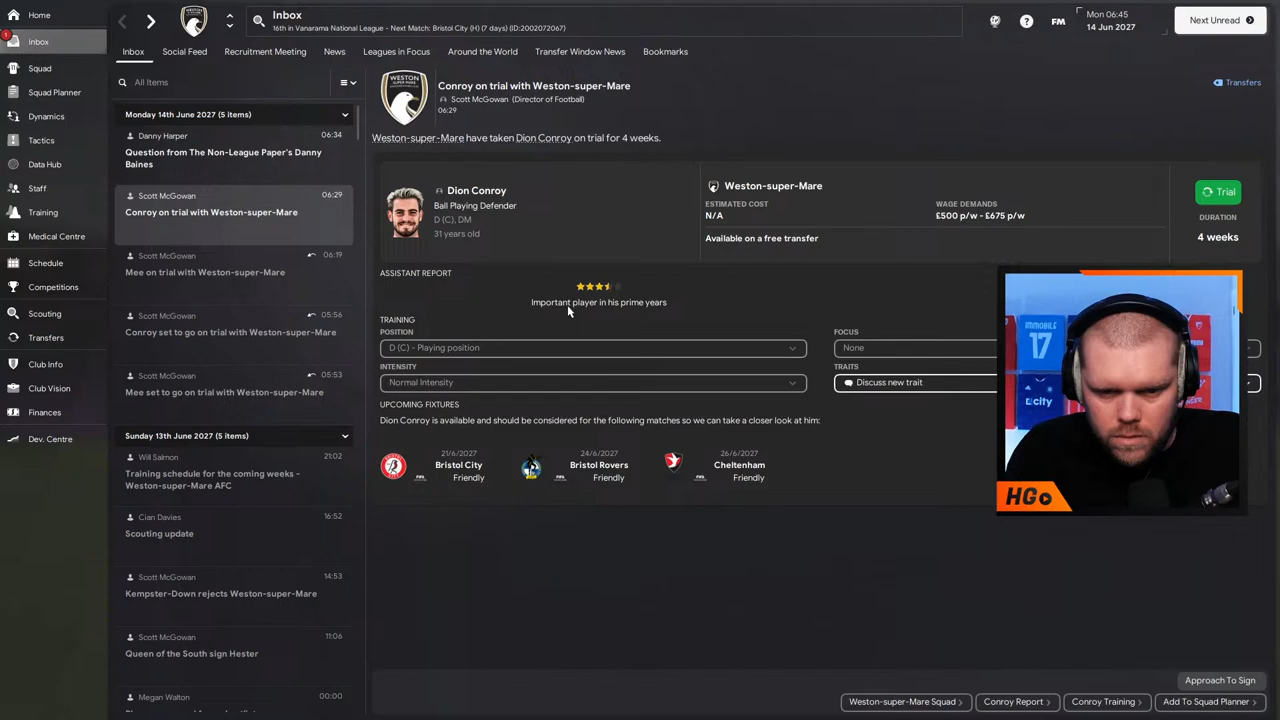 Home
Inbox
16th in Vanarama National League - Next Match: Bristol City (H) (7 days) (ID:2002072067)
FM
Mon 06:45
14 Jun 2027
Next Unread
1
Inbox
Squad
Squad Planner
Dynamics
Tactics
Data Hub
Staff
Training
Medical Centre
Schedule
Competitions
Scouting
Transfers
Club Info
Club Vision
Finances
Dev. Centre
Inbox
Social Feed
Recruitment Meeting
News
Leagues in Focus
Around the World
Transfer Window News
Bookmarks
All Items
Monday 14th June 2027 (5 items)
Danny Harper
06:34
Question from The Non-League Paper's Danny
Baines
Scott McGowan
06:29
Conroy on trial with Weston-super-Mare
Scott McGowan
06:19
Mee on trial with Weston-super-Mare
Scott McGowan
05:56
Conroy set to go on trial with Weston-super-Mare
Scott McGowan
05:53
Mee set to go on trial with Weston-super-Mare
Sunday 13th June 2027 (5 items)
Will Salmon
21:02
Training schedule for the coming weeks -
Weston-super-Mare AFC
Cian Davies
16:52
Scouting update
Scott McGowan
14:53
Kempster-Down rejects Weston-super-Mare
Scott McGowan
11:06
Queen of the South sign Hester
Megan Walton
00:00
Conroy on trial with Weston-super-Mare
Scott McGowan (Director of Football)
06:29
Transfers
Weston-super-Mare have taken Dion Conroy on trial for 4 weeks.
Dion Conroy
Ball Playing Defender
D (C), DM
31 years old
Weston-super-Mare
ESTIMATED COST
N/A
WAGE DEMANDS
£500 p/w - £675 p/w
Available on a free transfer
Trial
DURATION
4 weeks
ASSISTANT REPORT
Important player in his prime years
TRAINING
POSITION
D (C) - Playing position
FOCUS
None
INTENSITY
Normal Intensity
TRAITS
Discuss new trait
UPCOMING FIXTURES
Dion Conroy is available and should be considered for the following matches so we can take a closer look at him:
21/6/2027
Bristol City
Friendly
24/6/2027
Bristol Rovers
Friendly
26/6/2027
Cheltenham
Friendly
IMMOBILE
17
city
HGo
Approach To Sign
Weston-super-Mare Squad
Conroy Report
Conroy Training
Add To Squad Planner